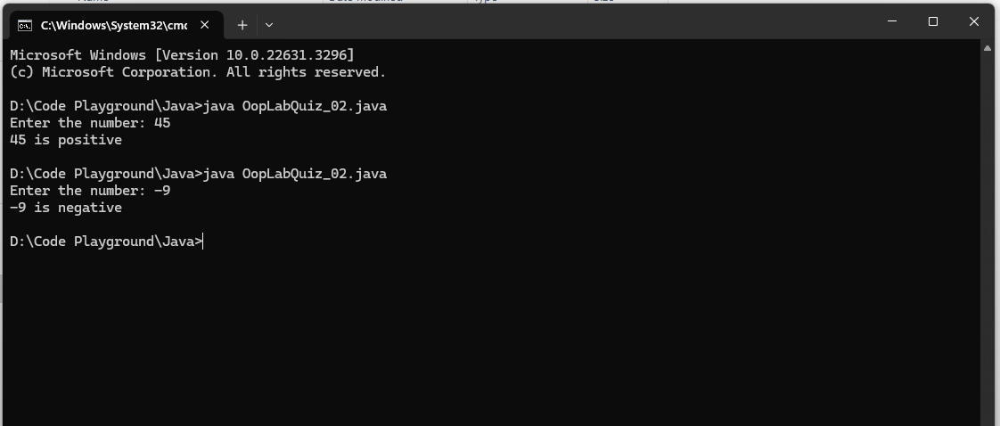 C:\Windows\System32\cmc
Microsoft Windows [Version 10.0.22631.3296]
(c) Microsoft Corporation. All rights reserved.
D:\Code Playground\Java>java OopLabQuiz_02.java
Enter the number: 45
45 is positive
D:\Code Playground\Java>java OopLabQuiz_02.java
Enter the number: -9
-9 is negative
D:\Code Playground\Java>